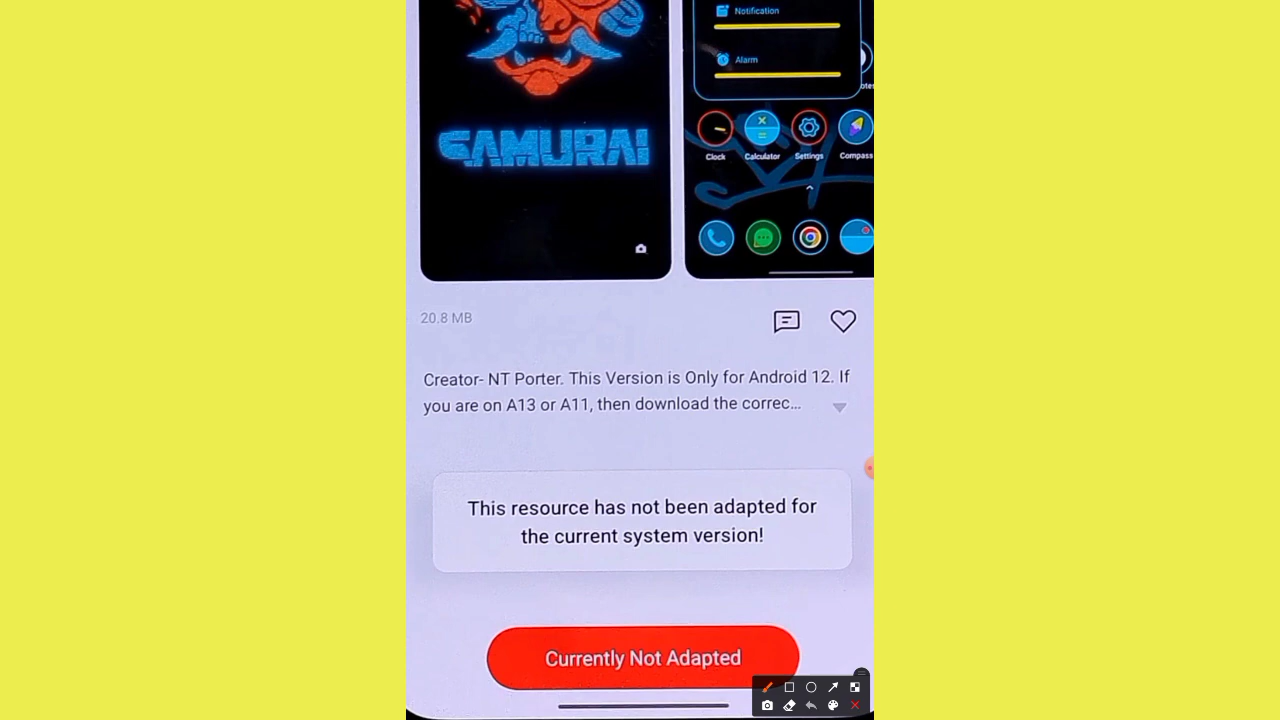 Notification
Alarm
SAMURAI
Clock
Calculator
Settings
Compass
20.8 MB
Creator- NT Porter. This Version is Only for Android 12. If
you are on A13 or A11, then download the correc...
This resource has not been adapted for
the current system version!
Currently Not Adapted